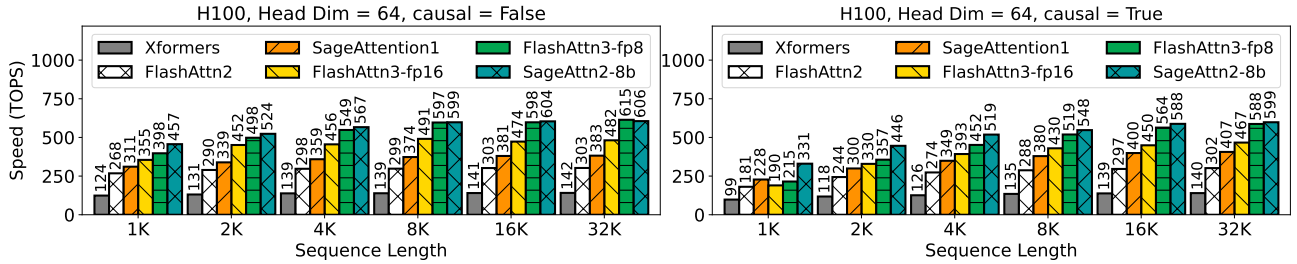 H100, Head Dim = 64, causal = False
Speed (TOPS)
1000
750
500
250
0
Xformers
FlashAttn2
SageAttention1
FlashAttn3-fp16
FlashAttn3-fp8
SageAttn2-8b
124 268 311 355 398 457
131 290 339 452 498 524
139 298 359 456 549 567
139 299 374 491 597 599
141 303 381 474 598 604
142 303 383 482 615 606
1K 2K 4K 8K 16K 32K
Sequence Length
H100, Head Dim = 64, causal = True
1000
750
500
250
0
Xformers
FlashAttn2
SageAttention1
FlashAttn3-fp16
FlashAttn3-fp8
SageAttn2-8b
99 181 228 190 215 331
118 244 300 330 357 446
126 274 349 393 452 519
135 288 380 430 519 548
139 297 400 450 564 588
140 302 407 467 588 599
1K 2K 4K 8K 16K 32K
Sequence Length